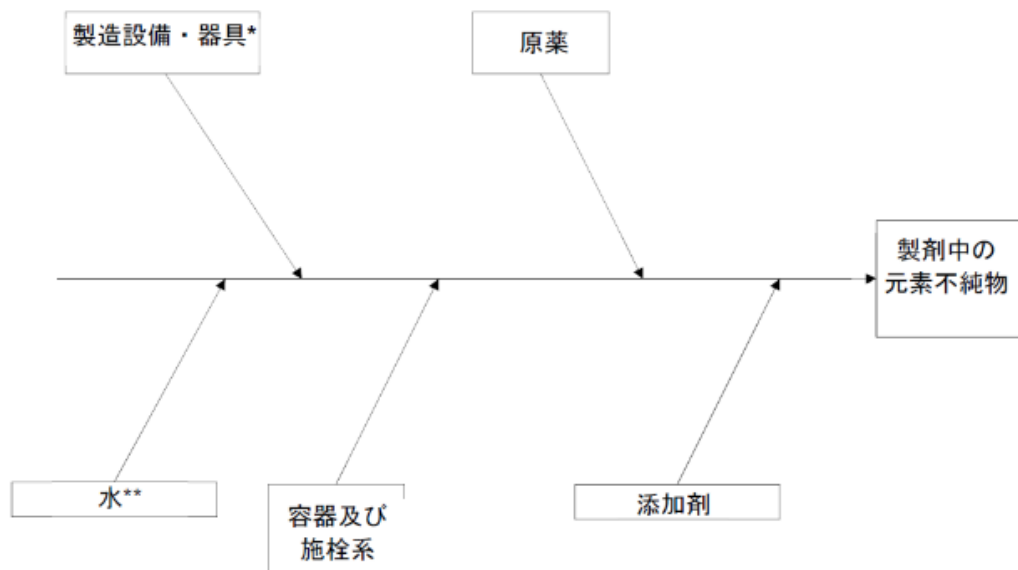 製造設備・器具*
原薬
製剤中の
元素不純物
水**
容器及び
施栓系
添加剤